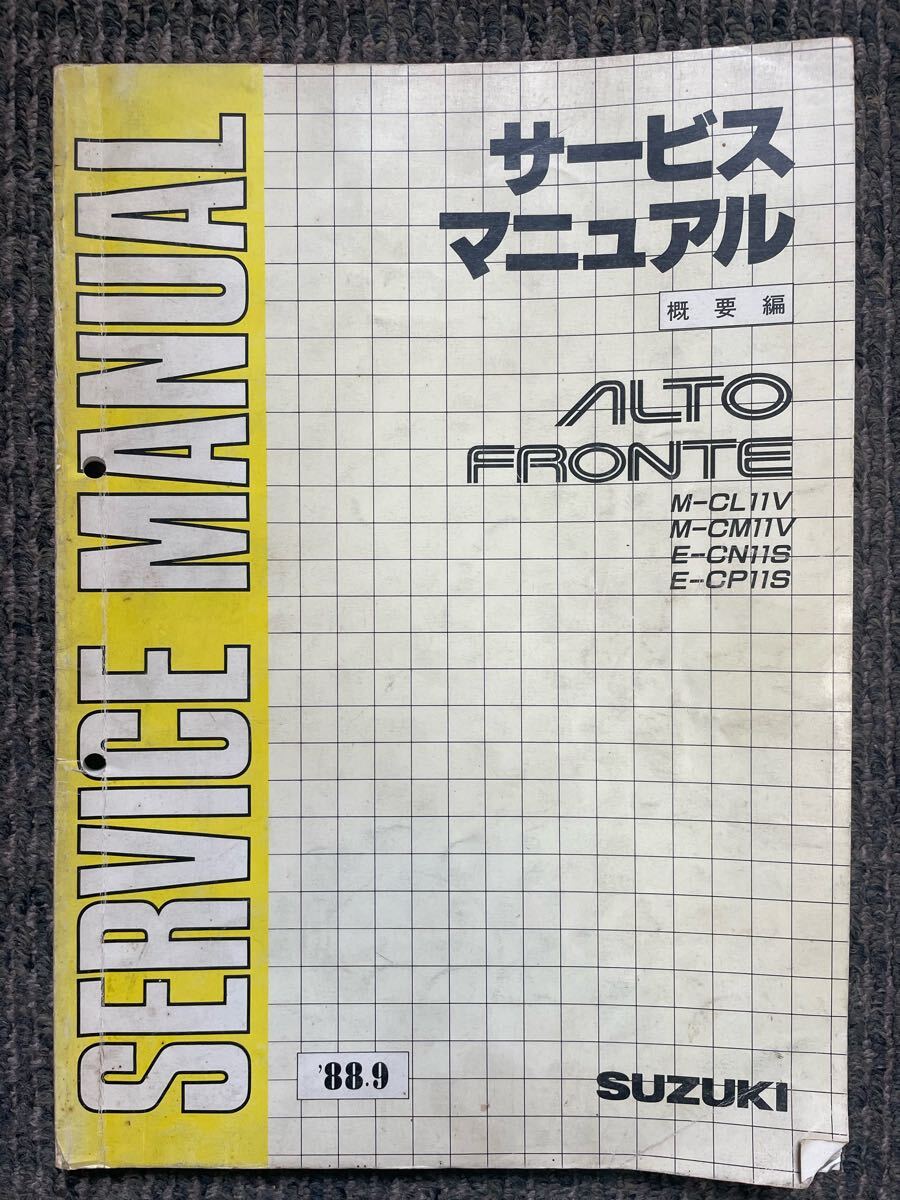 SERVICE MANUAL
サービス
マニュアル
概要編
ALTO
FRONTE
M-CL11V
M-CM11V
E-CN11S
E-CP11S
'88.9
SUZUKI